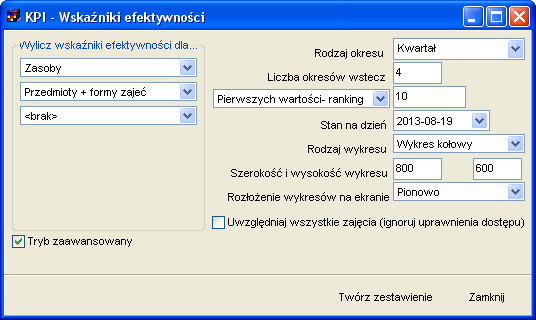 KPI - Wskaźniki efektywności
Wylicz wskaźniki efektywności dla...
Zasoby
Przedmioty + formy zajeć
<brak>
Tryb zaawansowany
Rodzaj okresu Kwartał
Liczba okresów wstecz 4
Pierwszych wartości- ranking 10
Stan na dzień 2013-08-19
Rodzaj wykresu Wykres kołowy
Szerokość i wysokość wykresu 800 600
Rozłożenie wykresów na ekranie Pionowo
Uwzględniaj wszystkie zajęcia (ignoruj uprawnienia dostępu)
Twórz zestawienie Zamknij